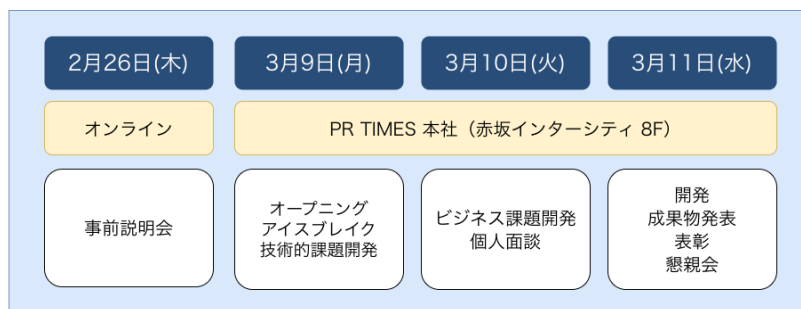 2月26日(木)
3月9日(月)
3月10日(火)
3月11日(水)
オンライン
PR TIMES 本社（赤坂インターシティ 8F）
事前説明会
オープニング
アイスブレイク
技術的課題開発
ビジネス課題開発
個人面談
開発
成果物発表
表彰
懇親会